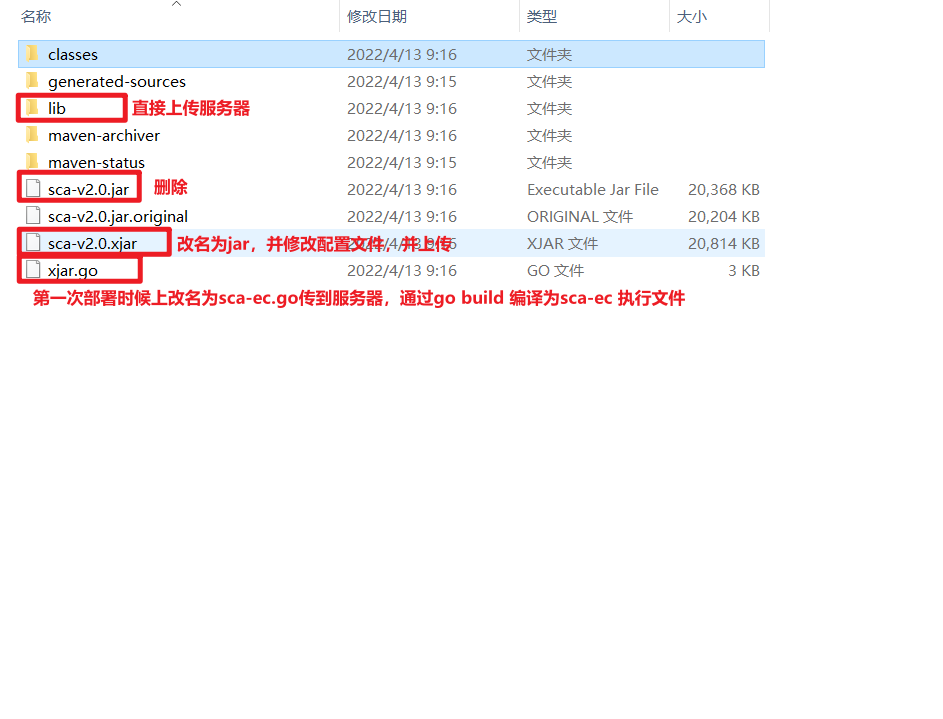 名称 修改日期 类型 大小
classes 2022/4/13 9:16 文件夹
generated-sources 2022/4/13 9:15 文件夹
lib 直接上传服务器 2022/4/13 9:16 文件夹
maven-archiver 2022/4/13 9:16 文件夹
maven-status 2022/4/13 9:15 文件夹
sca-v2.0.jar 删除 2022/4/13 9:16 Executable Jar File 20,368 KB
sca-v2.0.jar.original 2022/4/13 9:16 ORIGINAL 文件 20,204 KB
sca-v2.0.xjar 改名为jar，并修改配置文件，并上传 2022/4/13 9:16 XJAR 文件 20,814 KB
xjar.go 2022/4/13 9:16 GO 文件 3 KB
第一次部署时候上改名为sca-ec.go传到服务器，通过go build 编译为sca-ec 执行文件